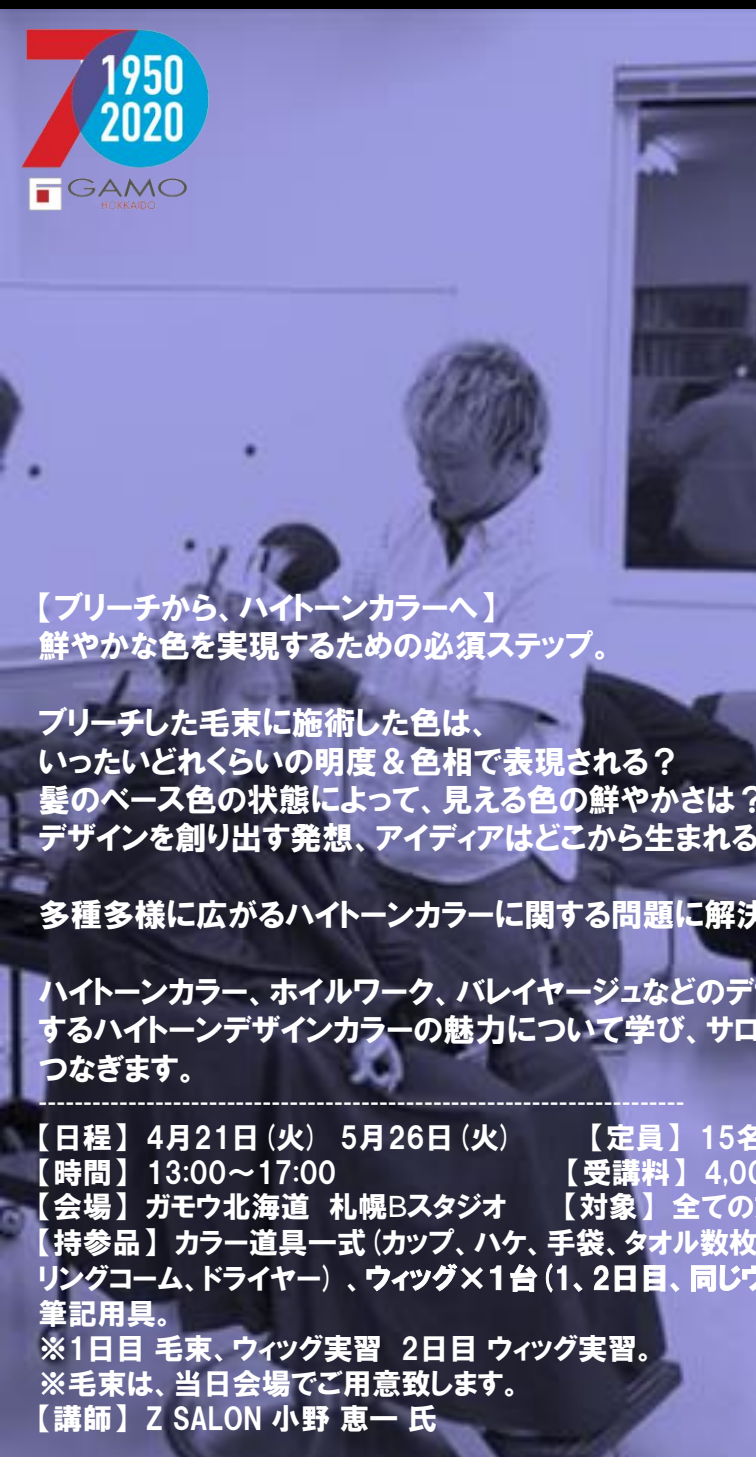 7
1950
2020
GAMO
HOKKAIDO
【ブリーチから、ハイトーンカラーへ】
鮮やかな色を実現するための必須ステップ。
ブリーチした毛束に施術した色は、
いったいどれくらいの明度&色相で表現される?
髪のベース色の状態によって、見える色の鮮やかさは?
デザインを創り出す発想、アイディアはどこから生まれる
多種多様に広がるハイトーンカラーに関する問題に解決
ハイトーンカラー、ホイルワーク、バレイヤージュなどのデ
するハイトーンデザインカラーの魅力について学び、サロ
つなぎます。
--------------------------------------------------------------------------
【日程】 4月21日(火) 5月26日(火) 【定員】 15名
【時間】 13:00~17:00 【受講料】 4,00
【会場】 ガモウ北海道 札幌Bスタジオ 【対象】 全ての
【持参品】 カラー道具一式(カップ、ハケ、手袋、タオル数枚
リングコーム、ドライヤー)、ウィッグ×1台(1、2日目、同じウ
筆記用具。
※1日目 毛束、ウィッグ実習 2日目 ウィッグ実習。
※毛束は、当日会場でご用意致します。
【講師】 Z SALON 小野 恵一 氏